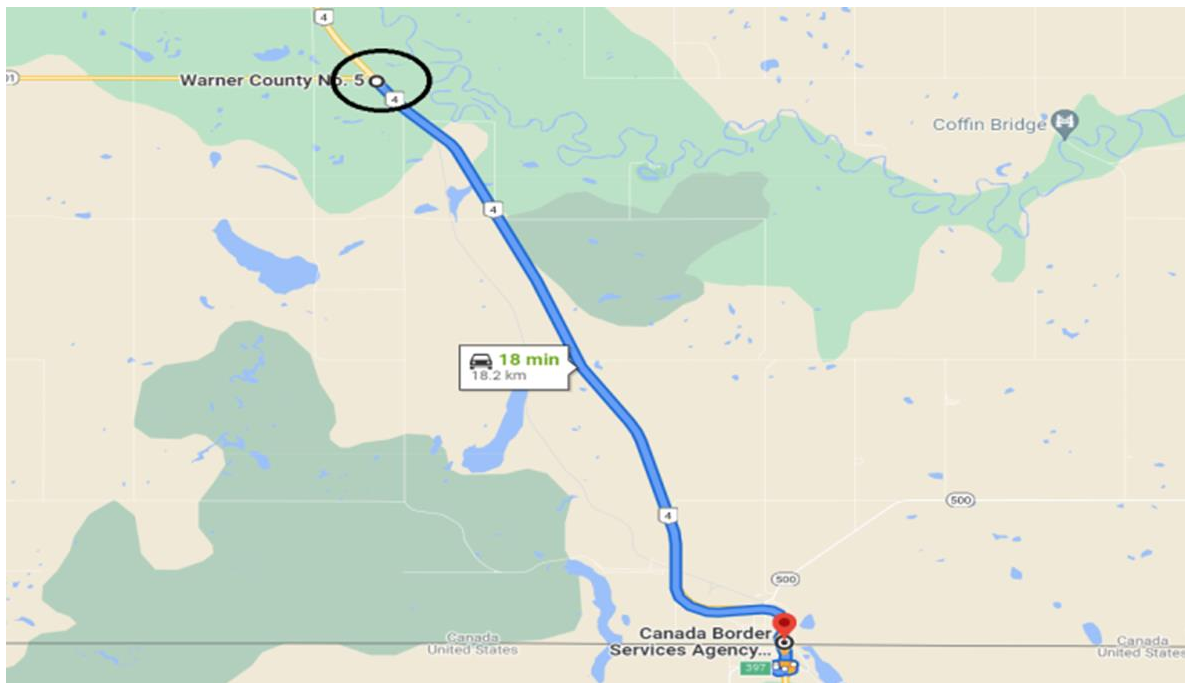 4
01
Warner County No. 5
4
Coffin Bridge
4
18 min
18.2 km
4
500
500
Canada
United States
Canada Border
Services Agency...
Canada
United States
397